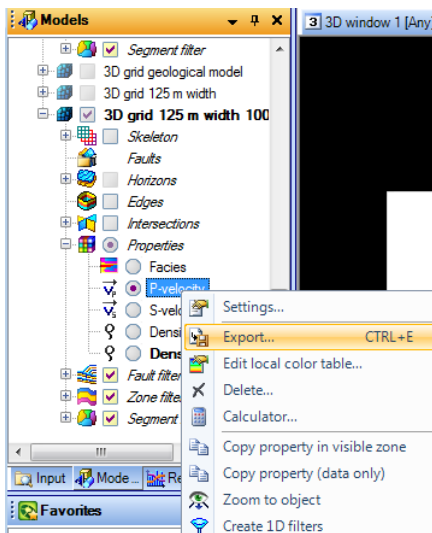 Models
3 3D window 1 [Any]
Segment filter
3D grid geological model
3D grid 125 m width
3D grid 125 m width 100
Skeleton
Faults
Horizons
Edges
Intersections
Properties
Facies
P-velocity
S-velo
Densi
Dens
Fault filter
Zone filte
Segment
Settings...
Export... CTRL+E
Edit local color table...
Delete...
Calculator...
Copy property in visible zone
Copy property (data only)
Zoom to object
Create 1D filters
Input Mode... Re
Favorites